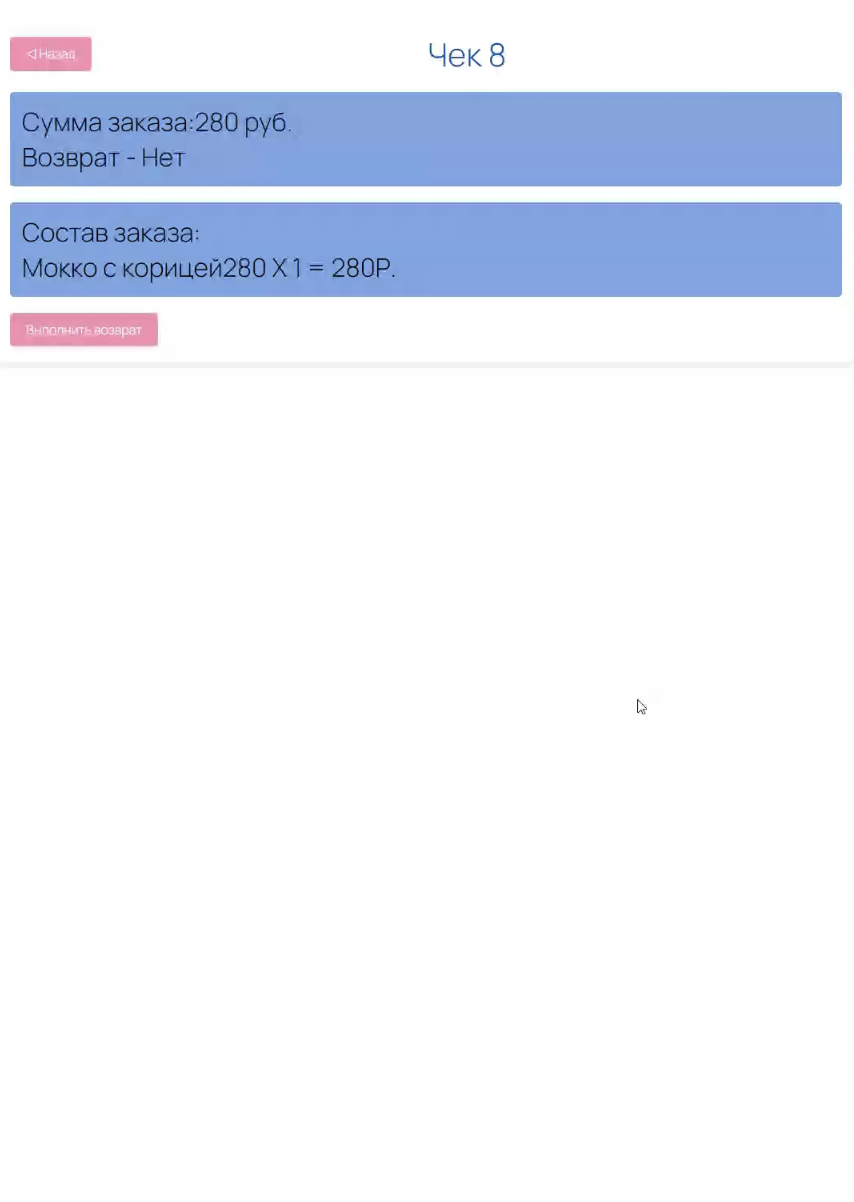 ◁ Назад
Чек 8
Сумма заказа:280 руб.
Возврат - Нет
Состав заказа:
Мокко с корицей280 X 1 = 280Р.
Выполнить возврат